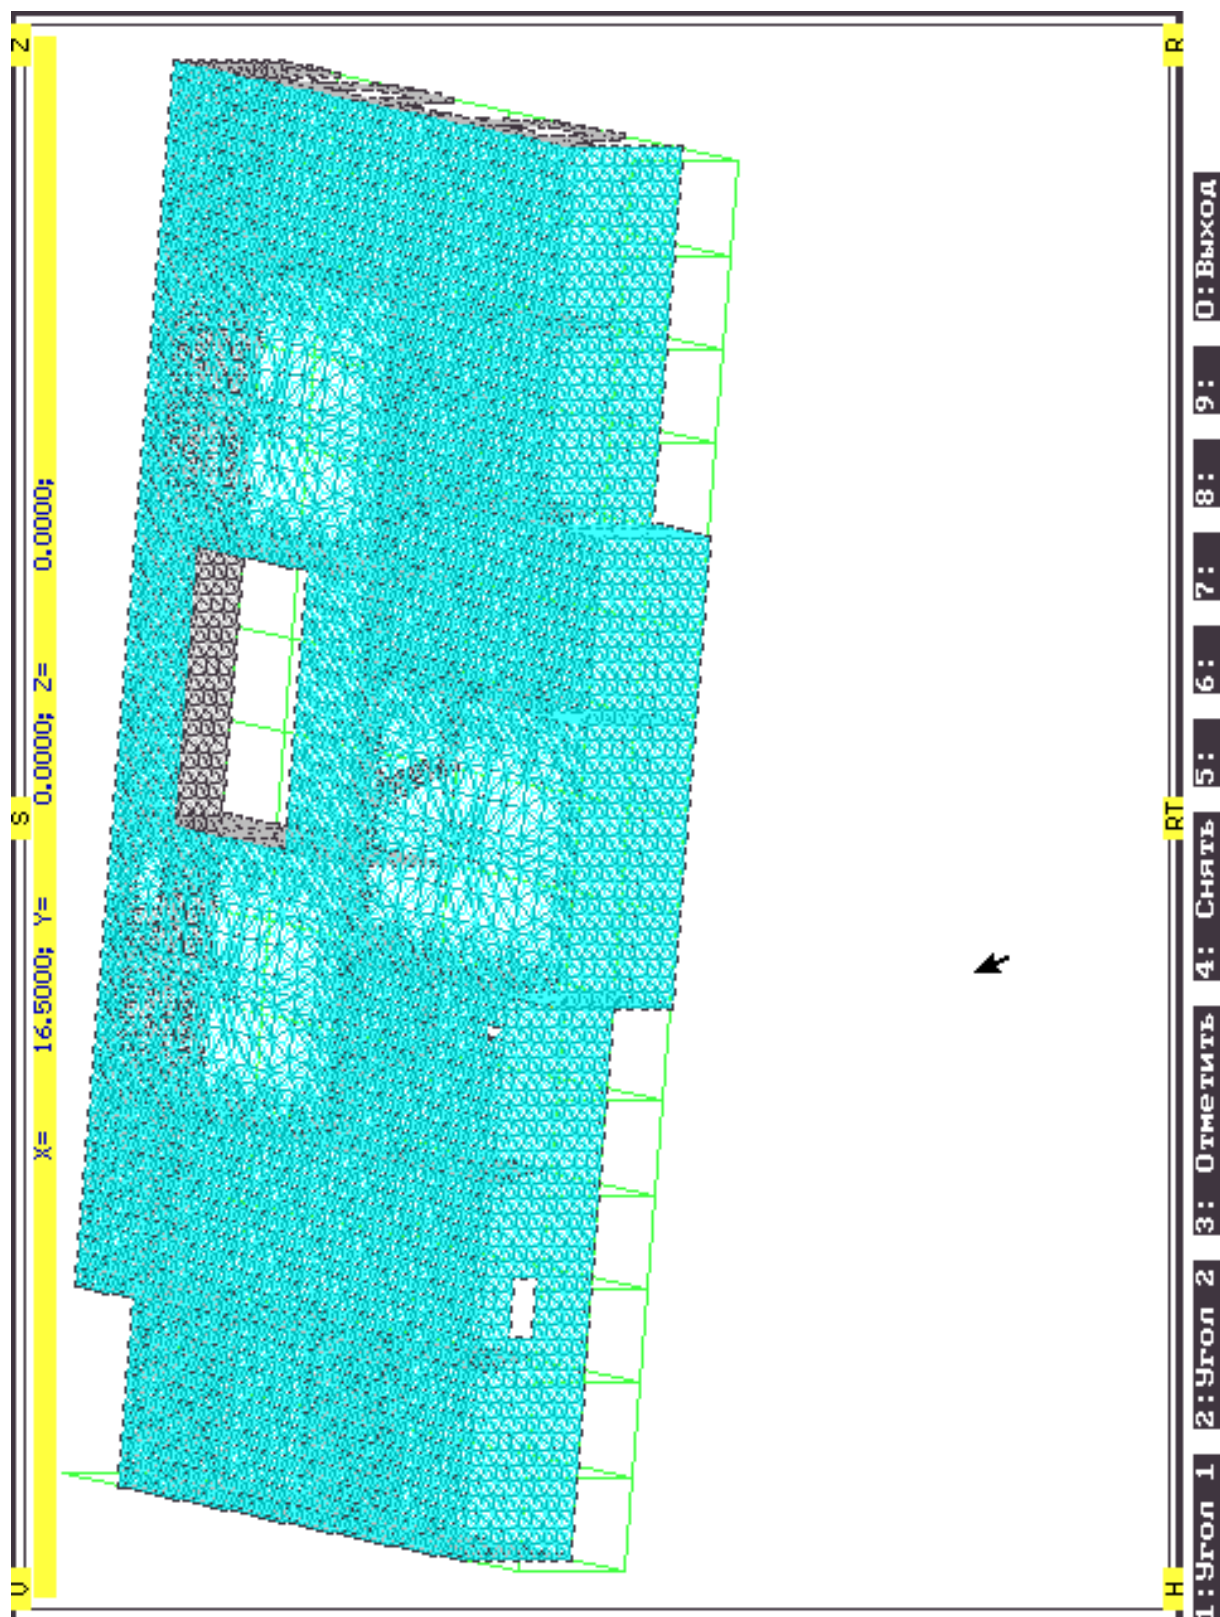 U S Z
X= 16.5000; Y= 0.0000; Z= 0.0000;
H RT R
1:Угол 1 2:Угол 2 3: Отметить 4: Снять 5: 6: 7: 8: 9: 0:Выход